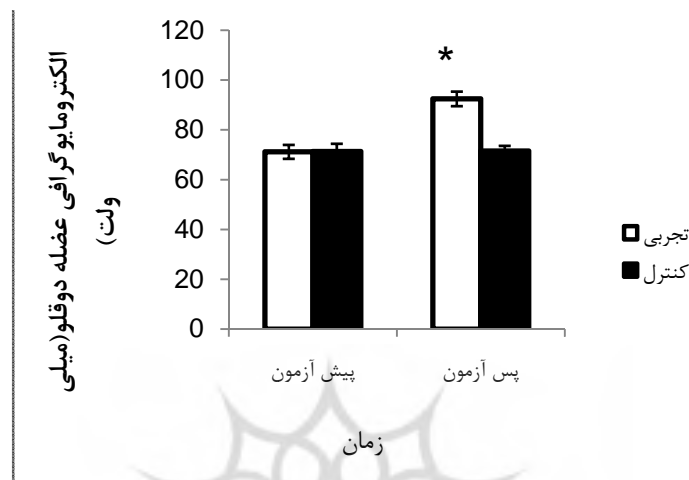 الکترومایوگرافی عضله دوقلو(میلی
ولت)
120
100
80
60
40
20
0
*
پیش آزمون
پس آزمون
زمان
تجربی
کنترل